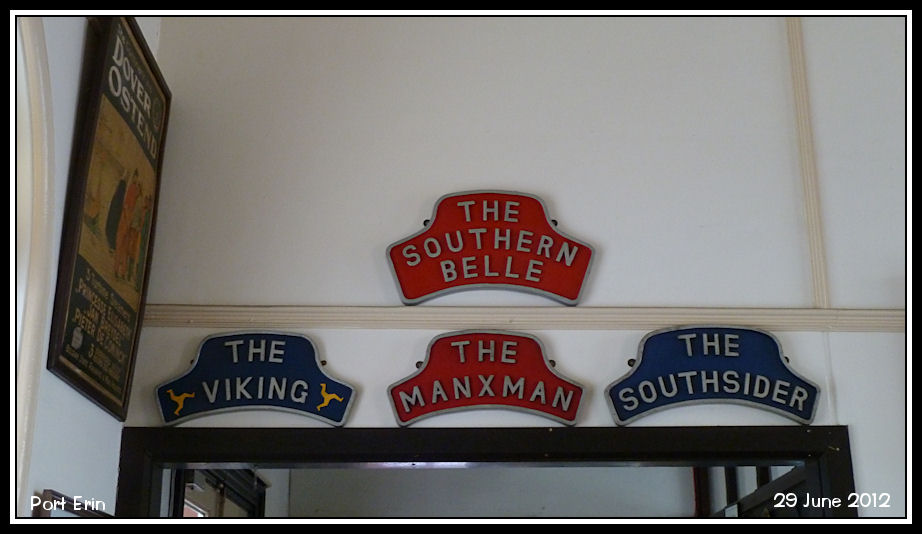 DOVER
OSTEND
THE
SOUTHERN
BELLE
THE
VIKING
THE
MANXMAN
THE
SOUTHSIDER
Port Erin
29 June 2012